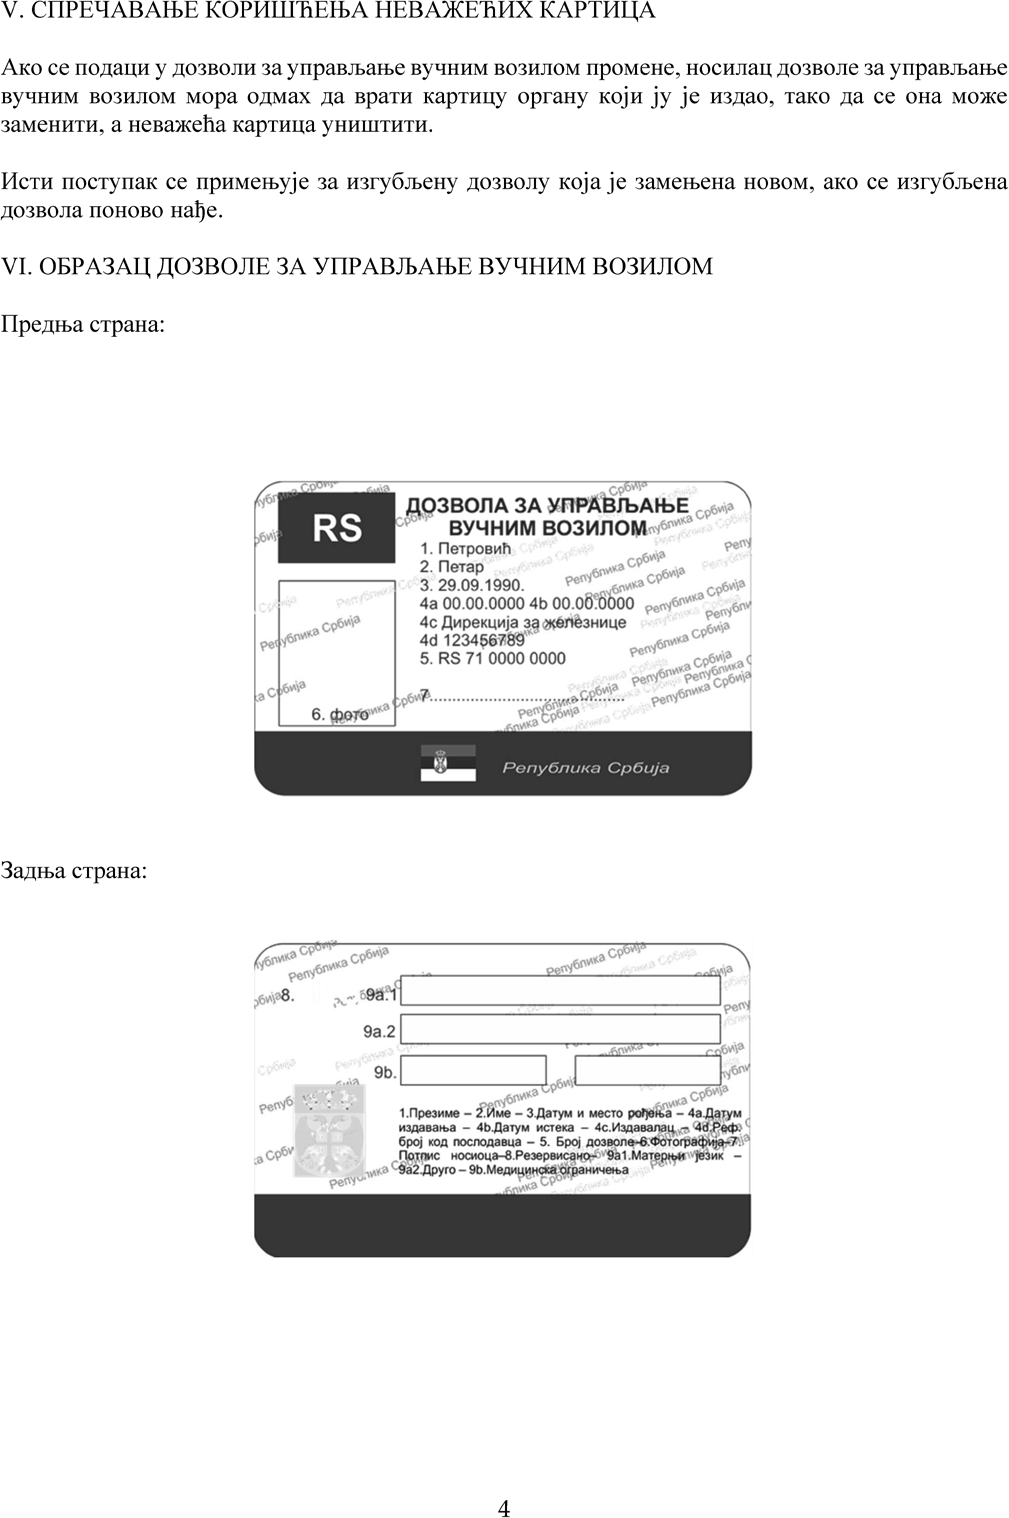 V. СПРЕЧАВАЊЕ КОРИШЋЕЊА НЕВАЖЕЋИХ КАРТИЦА
Ако се подаци у дозволи за управљање вучним возилом промене, носилац дозволе за управљање
вучним возилом мора одмах да врати картицу органу који ју је издао, тако да се она може
заменити, а неважећа картица уништити.
Исти поступак се примењује за изгубљену дозволу која је замењена новом, ако се изгубљена
дозвола поново нађе.
VI. ОБРАЗАЦ ДОЗВОЛЕ ЗА УПРАВЉАЊЕ ВУЧНИМ ВОЗИЛОМ
Предња страна:
RS
ДОЗВОЛА ЗА УПРАВЉАЊЕ
ВУЧНИМ ВОЗИЛОМ
1. Петровић
2. Петар
3. 29.09.1990.
4a 00.00.0000 4b 00.00.0000
4c Дирекција за железнице
4d 123456789
5. RS 71 0000 0000
7
6. фото
Република Србија
Задња страна:
8.
9a.1
9a.2
9b.
1.Презиме – 2.Име – 3.Датум и место рођења – 4a.Датум
издавања – 4b.Датум истека – 4c.Издавалац – 4d.Реф.
број код послодавца – 5. Број дозволе–6.Фотографија–7.
Потпис носиоца–8.Резервисано– 9a1.Матерњи језик –
9a2.Друго – 9b.Медицинска ограничења
4